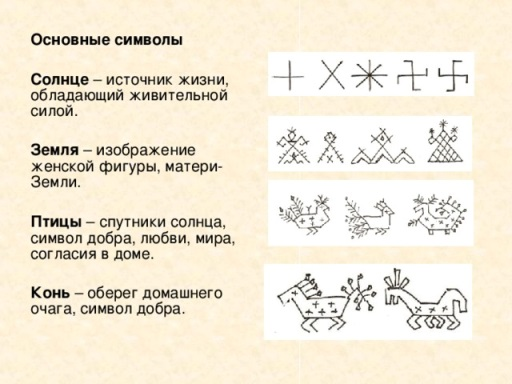 Основные символы
Солнце – источник жизни,
обладающий живительной
силой.
Земля – изображение
женской фигуры, матери-
Земли.
Птицы – спутники солнца,
символ добра, любви, мира,
согласия в доме.
Конь – оберег домашнего
очага, символ добра.